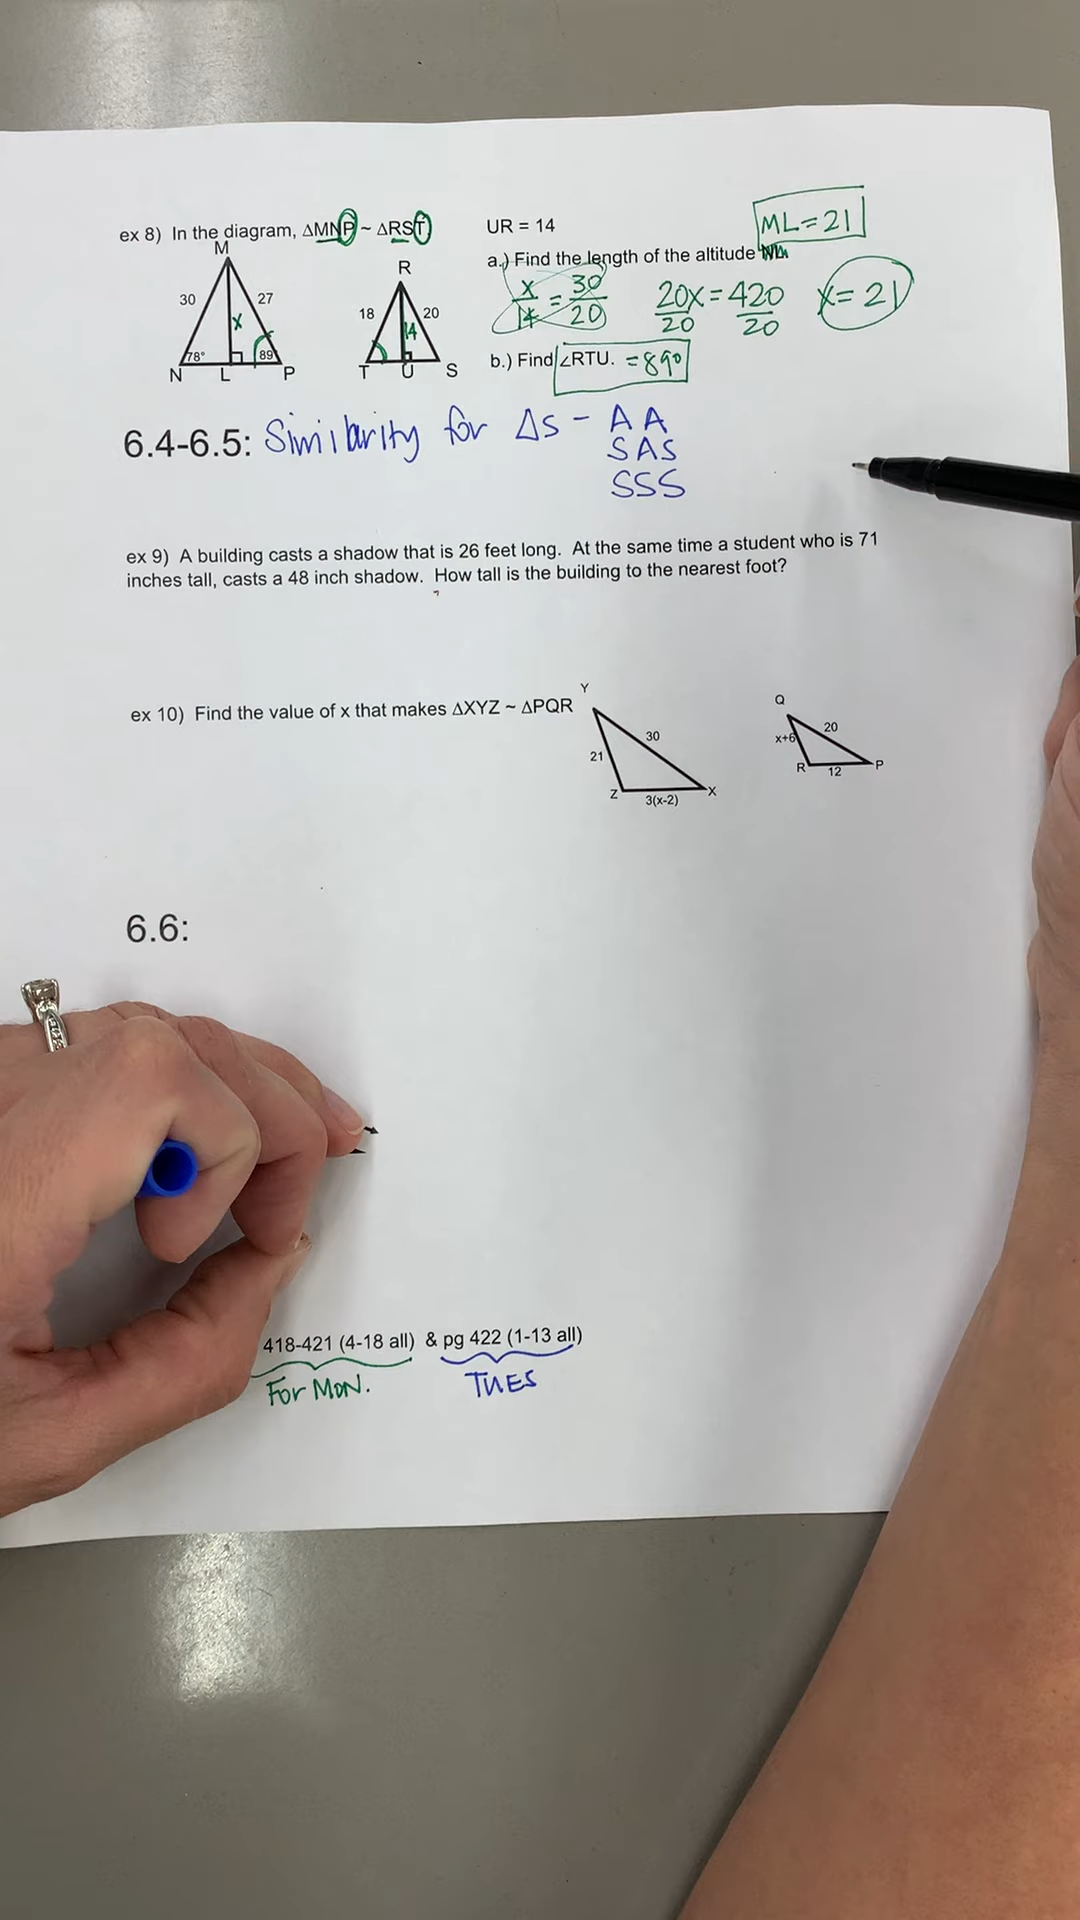 ex 8) In the diagram, ΔMNP ~ ΔRST
UR = 14
ML = 21
a.) Find the length of the altitude
x/14 = 30/20
20x = 420
20 20
x = 21
b.) Find ∠RTU. = 89°
M
30
27
x
78°
89
N
L
P
R
18
20
14
T
U
S
6.4-6.5: Similarity for Δs - AA
SAS
SSS
ex 9) A building casts a shadow that is 26 feet long. At the same time a student who is 71
inches tall, casts a 48 inch shadow. How tall is the building to the nearest foot?
ex 10) Find the value of x that makes ΔXYZ ~ ΔPQR
Y
30
21
Z
3(x-2)
X
Q
20
x+6
R
12
P
6.6:
418-421 (4-18 all) & pg 422 (1-13 all)
For MON.
TUES